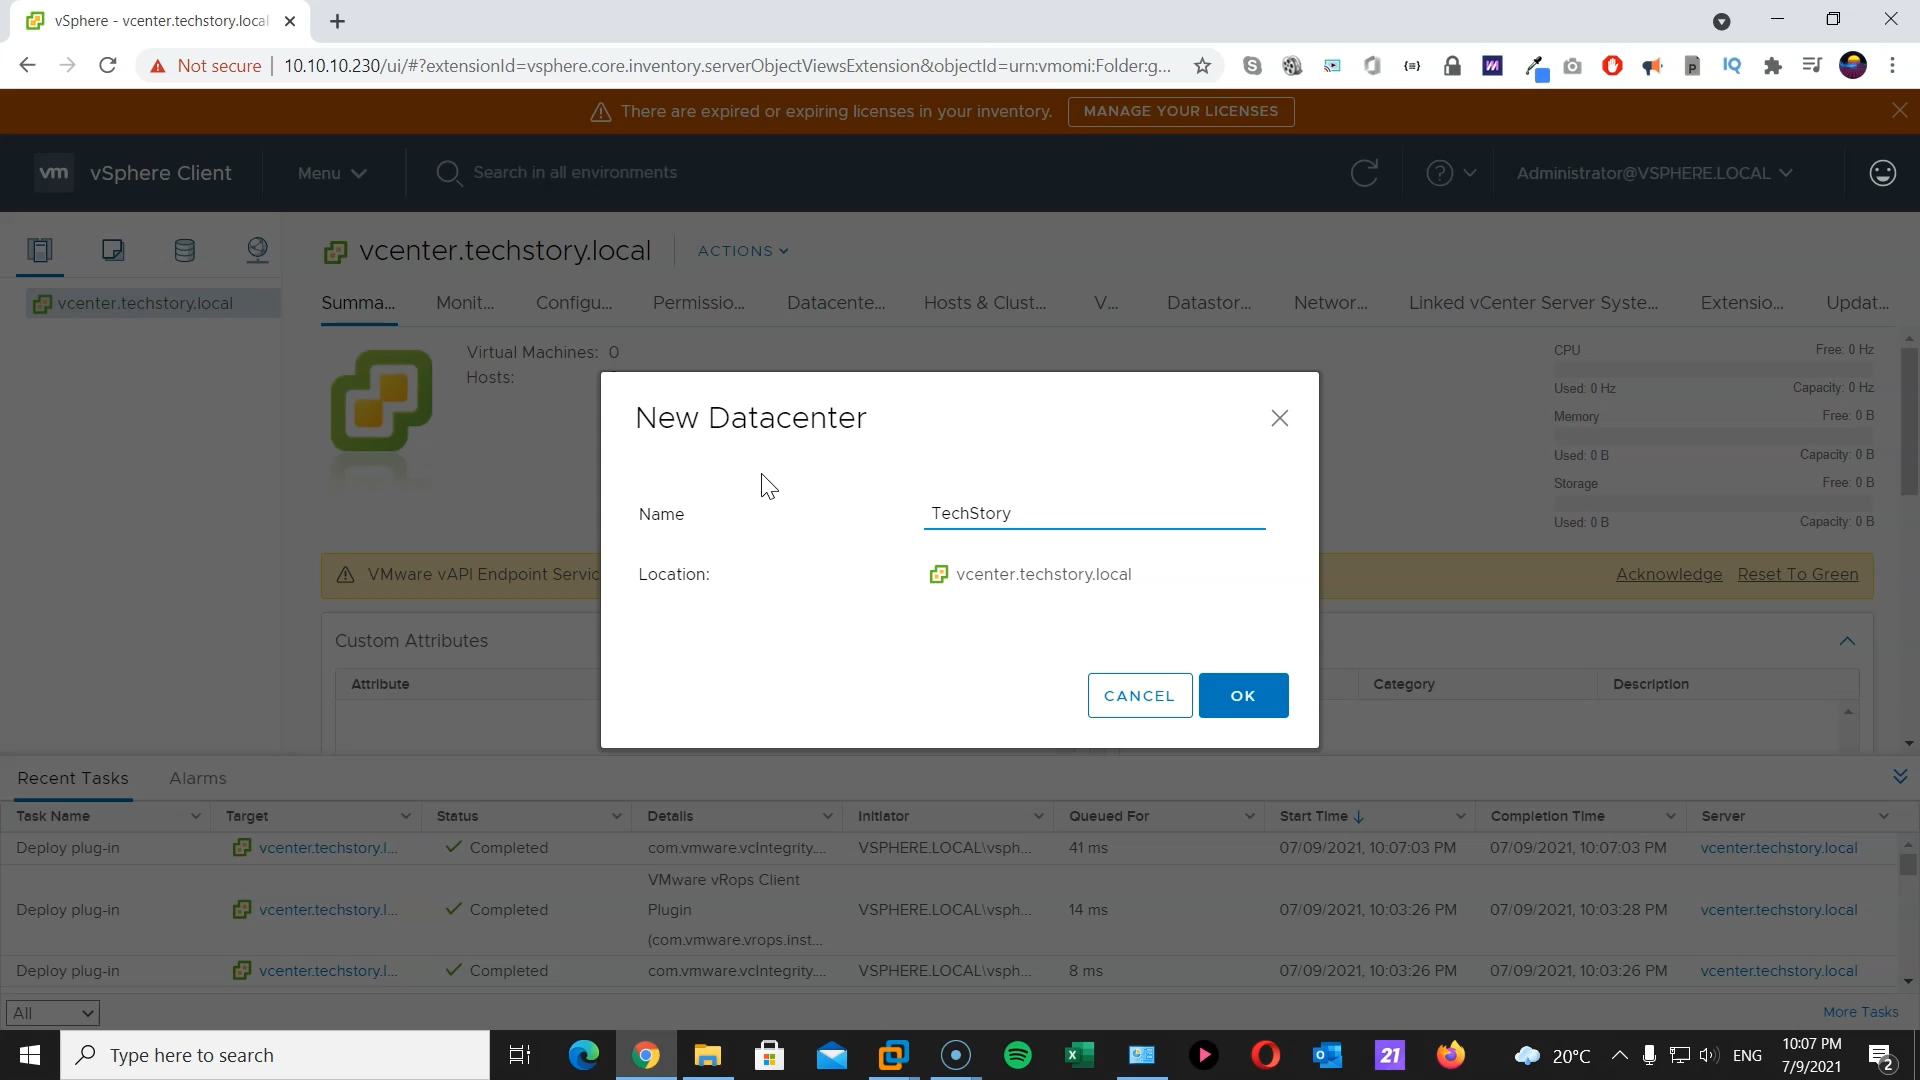 vSphere - vcenter.techstory.local
Not secure
10.10.10.230/ui/#?extensionId=vsphere.core.inventory.serverObjectViewsExtension&objectId=urn:vmomi:Folder:g...
There are expired or expiring licenses in your inventory.
MANAGE YOUR LICENSES
vm vSphere Client
Menu
Search in all environments
Administrator@VSPHERE.LOCAL
vcenter.techstory.local
ACTIONS
vcenter.techstory.local
Summa... Monit... Configu... Permissio... Datacente... Hosts & Clust... V... Datastor... Networ... Linked vCenter Server Syste... Extensio... Updat...
Virtual Machines: 0
Hosts:
CPU Free: 0 Hz
Used: 0 Hz Capacity: 0 Hz
Memory Free: 0 B
Used: 0 B Capacity: 0 B
Storage Free: 0 B
Used: 0 B Capacity: 0 B
New Datacenter
Name TechStory
Location: vcenter.techstory.local
CANCEL OK
VMware vAPI Endpoint Servic
Acknowledge Reset To Green
Custom Attributes
Attribute
Category Description
Recent Tasks Alarms
Task Name Target Status Details Initiator Queued For Start Time Completion Time Server
Deploy plug-in vcenter.techstory.l... Completed com.vmware.vcIntegrity.... VSPHERE.LOCAL\vsph... 41 ms 07/09/2021, 10:07:03 PM 07/09/2021, 10:07:03 PM vcenter.techstory.local
VMware vRops Client
Deploy plug-in vcenter.techstory.l... Completed Plugin VSPHERE.LOCAL\vsph... 14 ms 07/09/2021, 10:03:26 PM 07/09/2021, 10:03:28 PM vcenter.techstory.local
(com.vmware.vrops.inst...
Deploy plug-in vcenter.techstory.l... Completed com.vmware.vcIntegrity.... VSPHERE.LOCAL\vsph... 8 ms 07/09/2021, 10:03:26 PM 07/09/2021, 10:03:26 PM vcenter.techstory.local
All
More Tasks
Type here to search
21
20°C
ENG
10:07 PM
7/9/2021
2